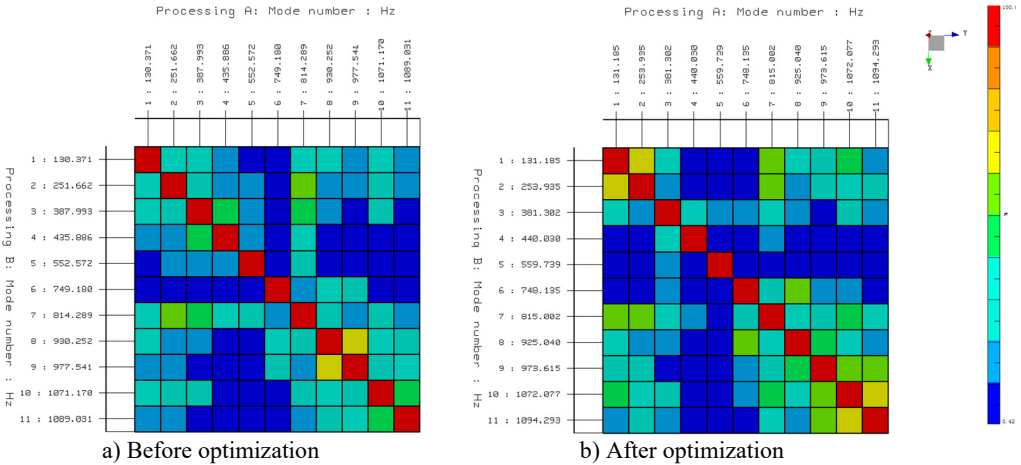 Processing A: Mode number : Hz
1 : 130.371
2 : 251.662
3 : 387.993
4 : 435.886
5 : 552.572
6 : 749.180
7 : 814.289
8 : 930.252
9 : 977.541
10 : 1071.170
11 : 1089.031
Processing B: Mode number : Hz
1 : 130.371
2 : 251.662
3 : 387.993
4 : 435.886
5 : 552.572
6 : 749.180
7 : 814.289
8 : 930.252
9 : 977.541
10 : 1071.170
11 : 1089.031
a) Before optimization
Processing A: Mode number : Hz
1 : 131.185
2 : 253.935
3 : 381.302
4 : 440.030
5 : 559.739
6 : 748.135
7 : 815.002
8 : 925.040
9 : 973.615
10 : 1072.077
11 : 1094.293
Processing B: Mode number : Hz
1 : 131.185
2 : 253.935
3 : 381.302
4 : 440.030
5 : 559.739
6 : 748.135
7 : 815.002
8 : 925.040
9 : 973.615
10 : 1072.077
11 : 1094.293
b) After optimization
Y
X
%
0.42